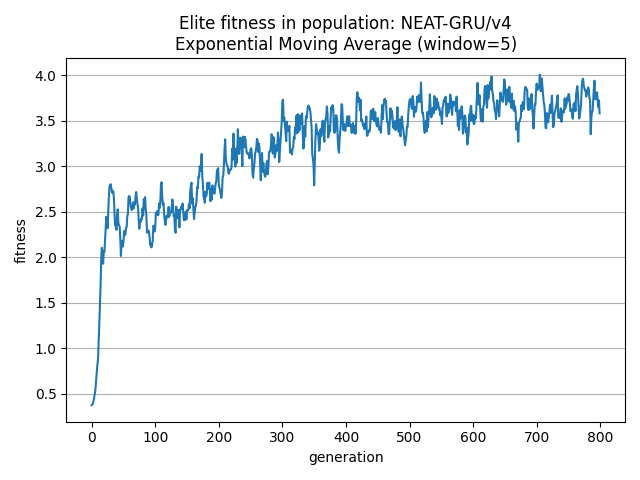 Elite fitness in population: NEAT-GRU/v4
Exponential Moving Average (window=5)
4.0
3.5
3.0
2.5
2.0
1.5
1.0
0.5
fitness
0 100 200 300 400 500 600 700 800
generation